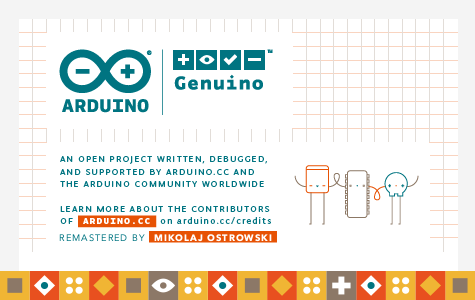 ARDUINO
Genuino
AN OPEN PROJECT WRITTEN, DEBUGGED,
AND SUPPORTED BY ARDUINO.CC AND
THE ARDUINO COMMUNITY WORLDWIDE
LEARN MORE ABOUT THE CONTRIBUTORS
OF ARDUINO.CC on arduino.cc/credits
REMASTERED BY MIKOLAJ OSTROWSKI